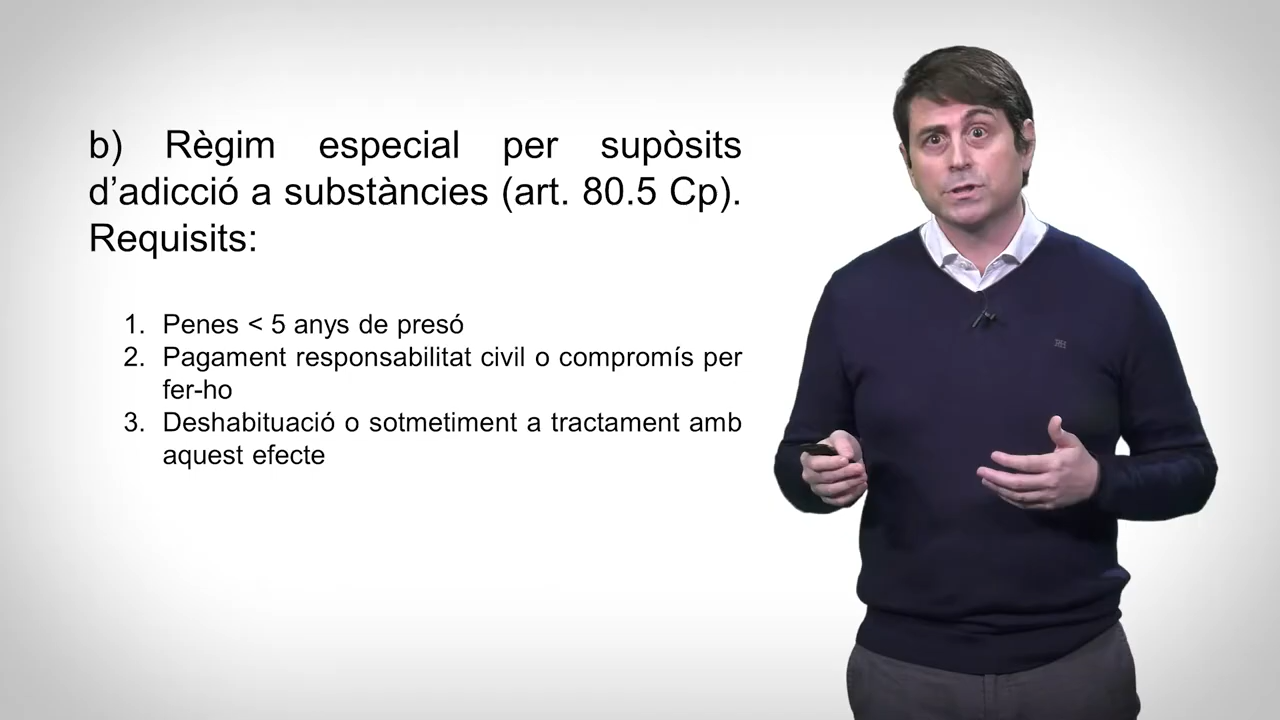 b) Règim especial per supòsits
d’adicció a substàncies (art. 80.5 Cp).
Requisits:
1. Penes < 5 anys de presó
2. Pagament responsabilitat civil o compromís per
fer-ho
3. Deshabituació o sotmetiment a tractament amb
aquest efecte